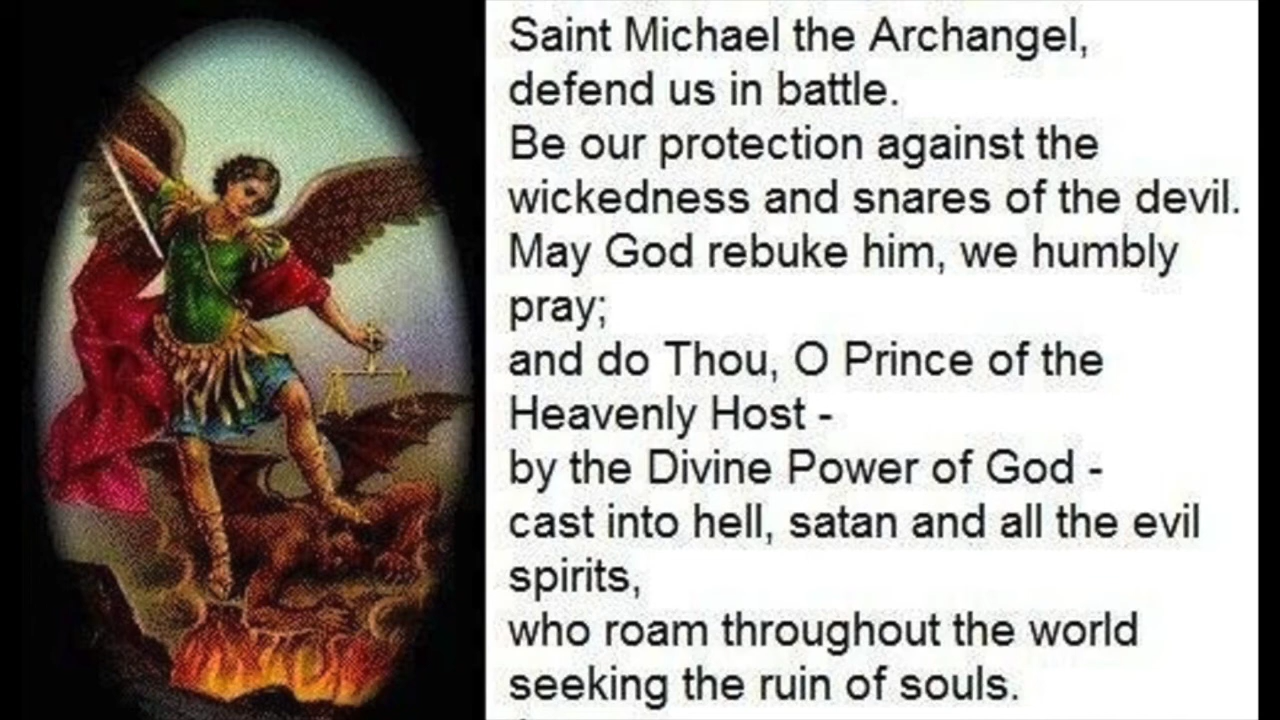 Saint Michael the Archangel,
defend us in battle.
Be our protection against the
wickedness and snares of the devil.
May God rebuke him, we humbly
pray;
and do Thou, O Prince of the
Heavenly Host -
by the Divine Power of God -
cast into hell, satan and all the evil
spirits,
who roam throughout the world
seeking the ruin of souls.